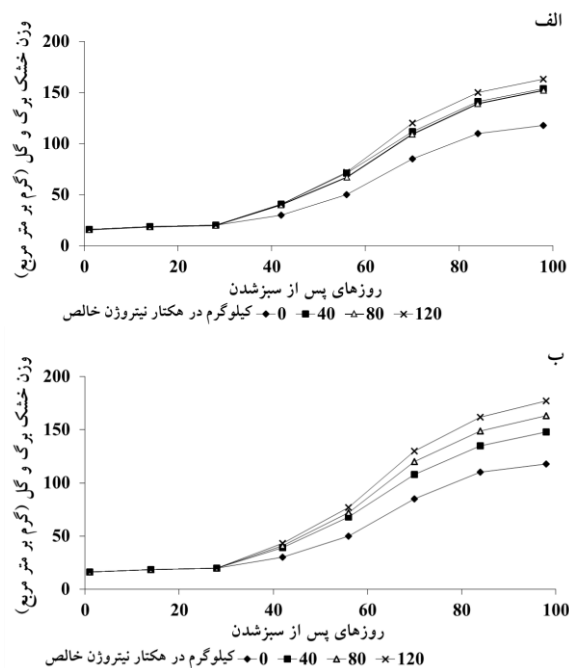 الف
وزن خشک برگ و گل (گرم بر متر مربع)
200
150
100
50
0
0 20 40 60 80 100
روزهای پس از سبزشدن
0 40 80 120 کیلوگرم در هکتار نیتروژن خالص
ب
وزن خشک برگ و گل (گرم بر متر مربع)
200
150
100
50
0
0 20 40 60 80 100
روزهای پس از سبزشدن
0 40 80 120 کیلوگرم در هکتار نیتروژن خالص